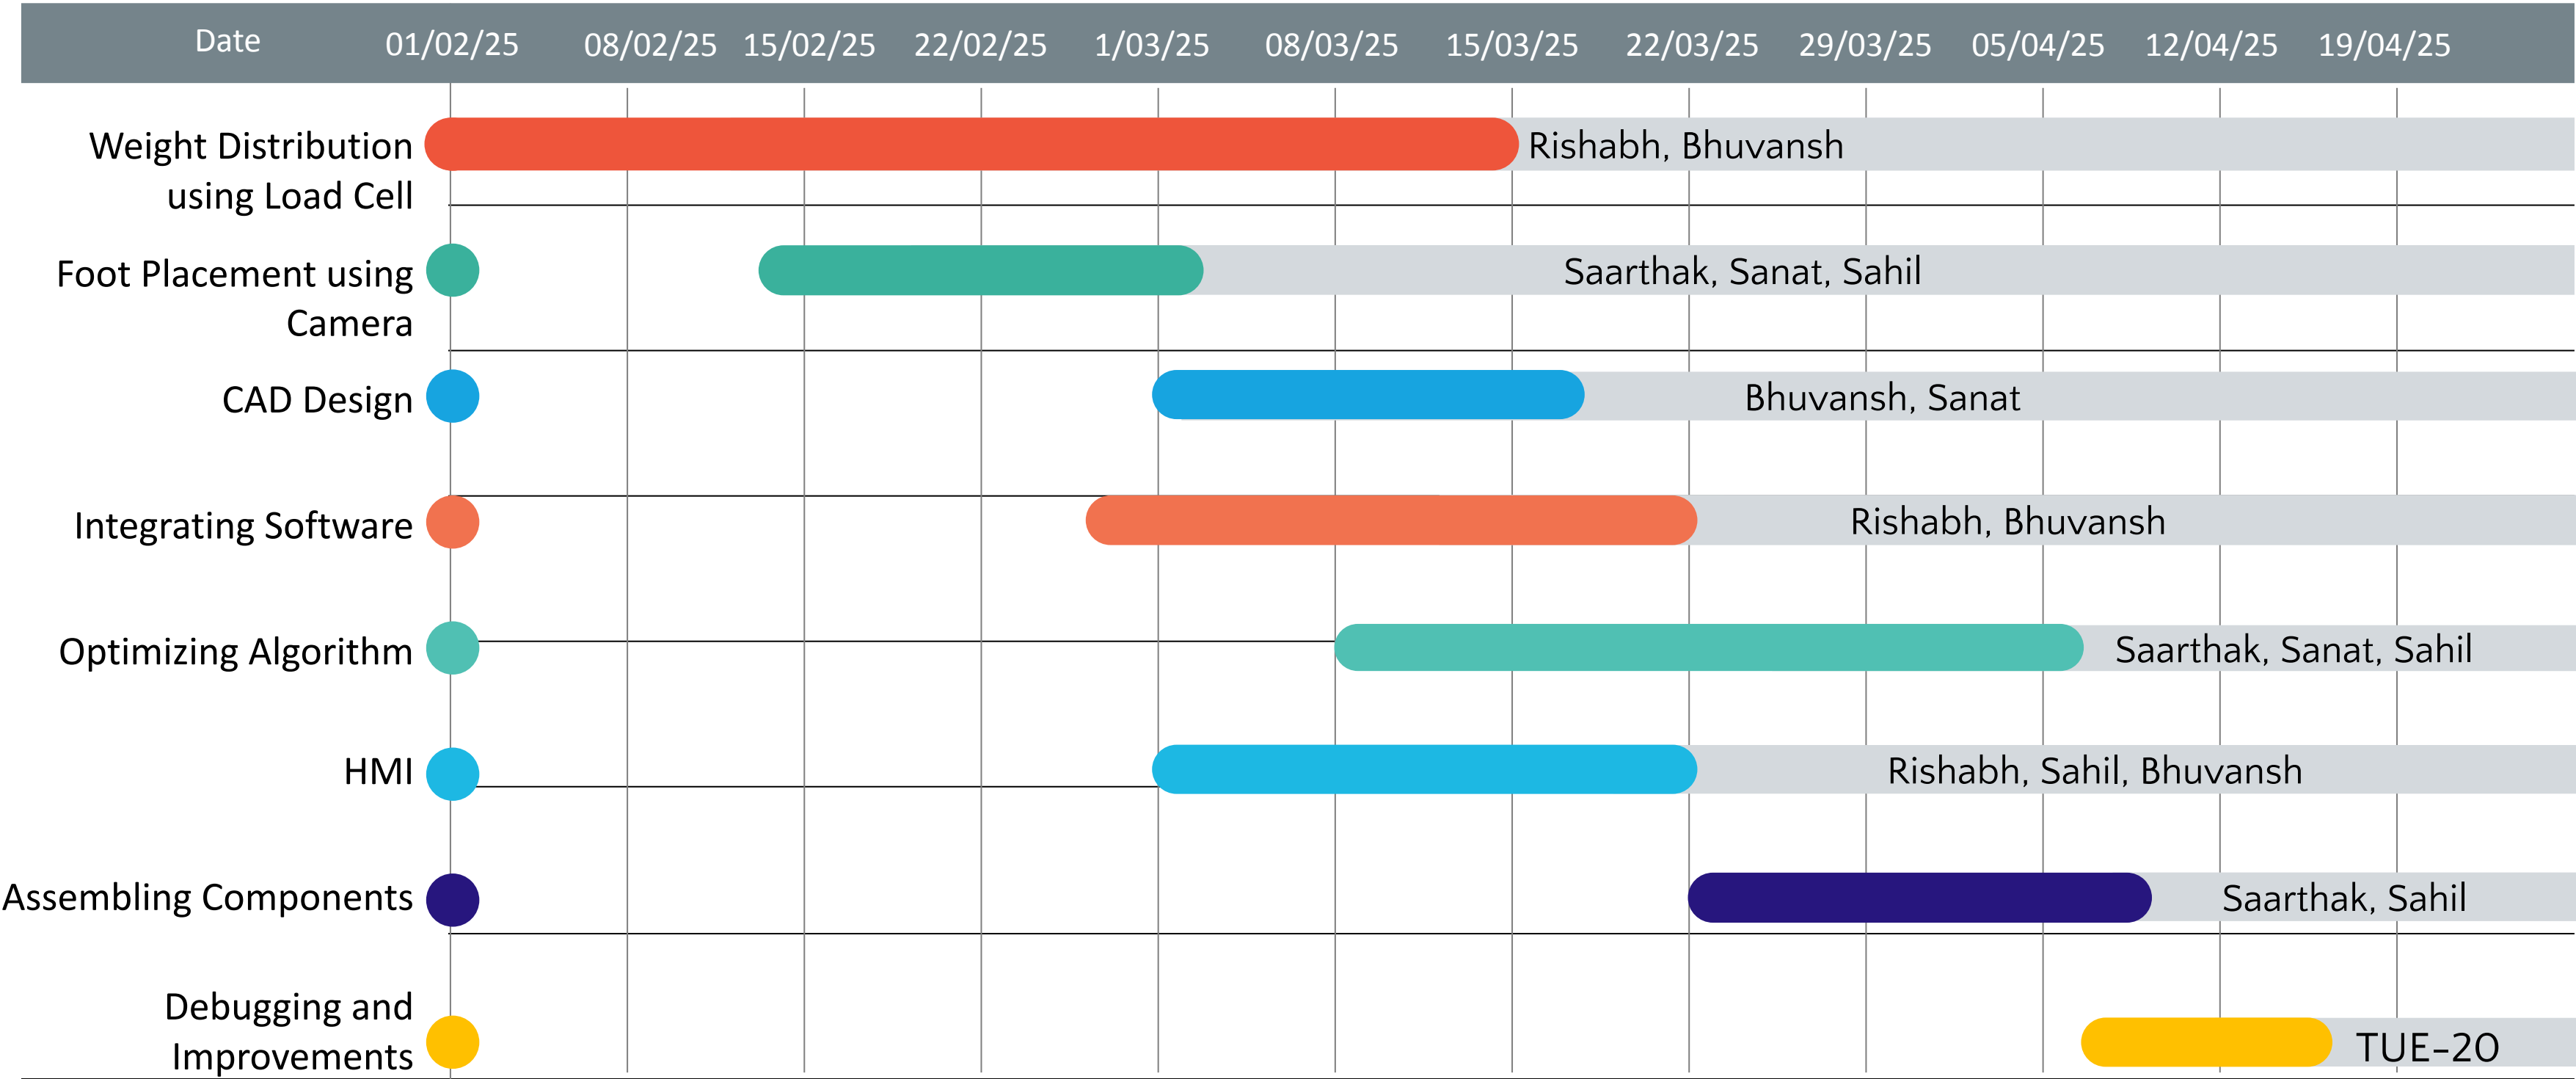 Date 01/02/25 08/02/25 15/02/25 22/02/25 1/03/25 08/03/25 15/03/25 22/03/25 29/03/25 05/04/25 12/04/25 19/04/25
Weight Distribution
using Load Cell
Rishabh, Bhuvansh
Foot Placement using
Camera
Saarthak, Sanat, Sahil
CAD Design
Bhuvansh, Sanat
Integrating Software
Rishabh, Bhuvansh
Optimizing Algorithm
Saarthak, Sanat, Sahil
HMI
Rishabh, Sahil, Bhuvansh
Assembling Components
Saarthak, Sahil
Debugging and
Improvements
TUE-20